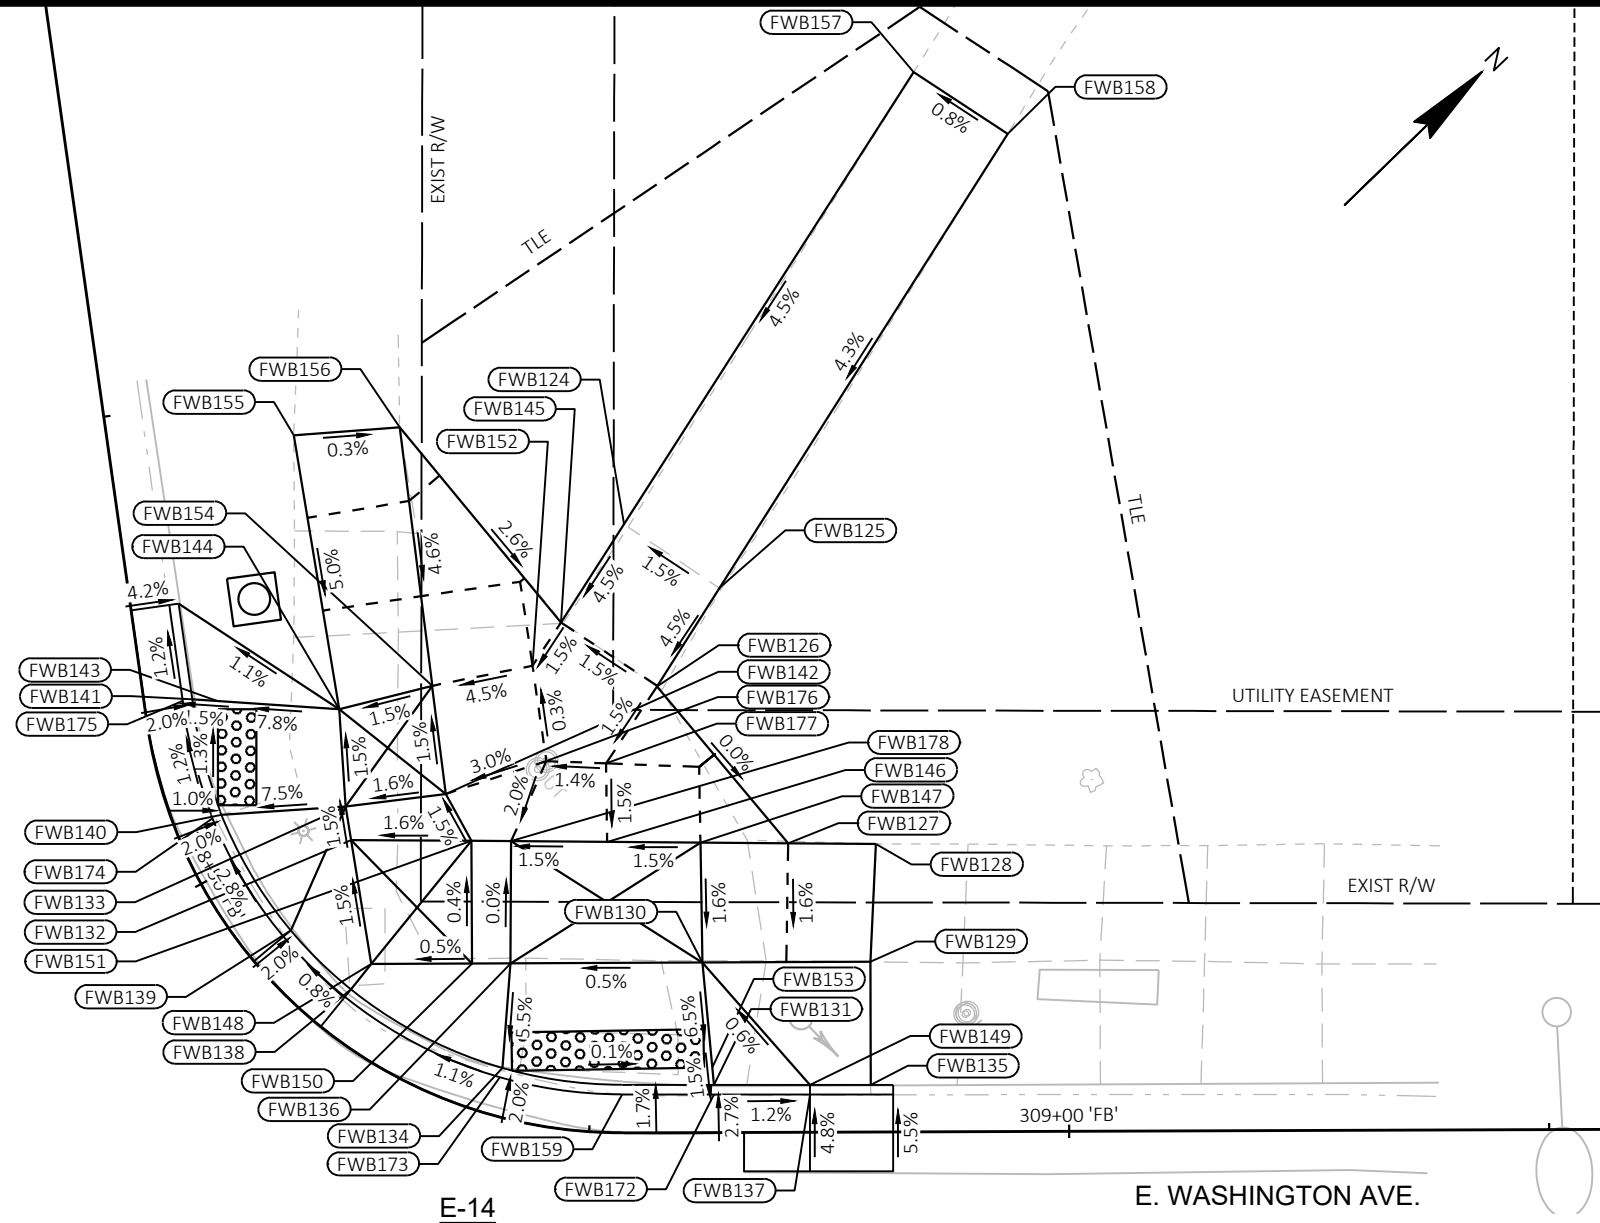 FWB157
N
FWB158
0.8%
EXIST R/W
TLE
4.5%
4.3%
FWB156
FWB124
FWB155
FWB145
FWB152
0.3%
FWB154
TLE
FWB144
2.6%
4.6%
FWB125
5.0%
1.5%
4.5%
4.2%
4.5%
FWB126
1.2%
1.1%
1.5%
1.5%
FWB143
FWB142
FWB141
4.5%
FWB176
UTILITY EASEMENT
FWB175
2.0%
.5%
7.8%
1.5%
0.3%
1.5%
FWB177
1.2%
1.3%
1.5%
1.5%
3.0%
0.0%
FWB178
1.6%
1.4%
FWB146
1.0%
7.5%
2.0%
1.5%
FWB147
FWB140
1.5%
1.6%
1.5%
FWB127
2.0%
1.5%
1.5%
FWB128
FWB174
2.8%
FWB133
1.5%
0.4%
0.0%
1.6%
1.6%
EXIST R/W
FWB130
FWB132
0.5%
FWB129
FWB151
2.0%
0.5%
FWB153
FWB139
0.8%
FWB131
FWB148
5.5%
6.5%
0.6%
FWB149
FWB138
0.1%
FWB135
FWB150
1.1%
1.5%
FWB136
2.0%
1.7%
2.7%
1.2%
4.8%
5.5%
309+00 'FB'
FWB134
FWB159
FWB173
FWB172
FWB137
E-14
E. WASHINGTON AVE.